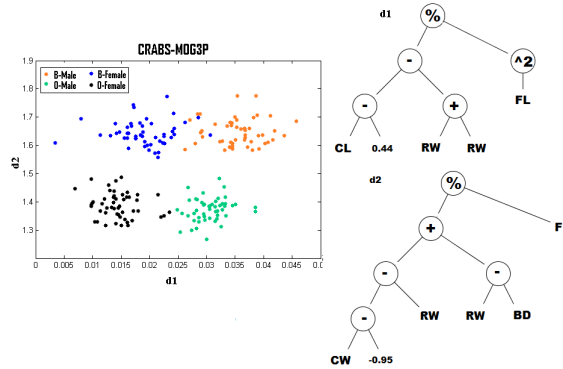 CRABS-MOG3P
B-Male B-Female
O-Male O-Female
1.9
1.8
1.7
1.6
1.5
1.4
1.3
d2
0 0.005 0.01 0.015 0.02 0.025 0.03 0.035 0.04 0.045 0.0
d1
d1
%
- ^2
- + FL
CL 0.44 RW RW
d2
%
+ F
- -
- RW RW BD
CW -0.95